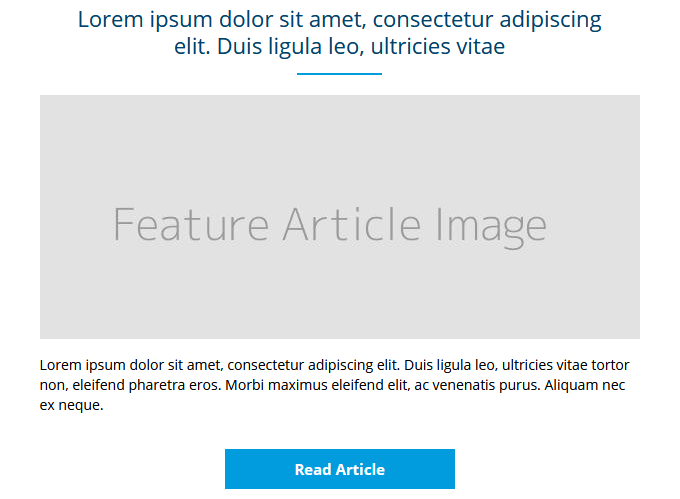 Lorem ipsum dolor sit amet, consectetur adipiscing
elit. Duis ligula leo, ultricies vitae
Feature Article Image
Lorem ipsum dolor sit amet, consectetur adipiscing elit. Duis ligula leo, ultricies vitae tortor
non, eleifend pharetra eros. Morbi maximus eleifend elit, ac venenatis purus. Aliquam nec
ex neque.
Read Article